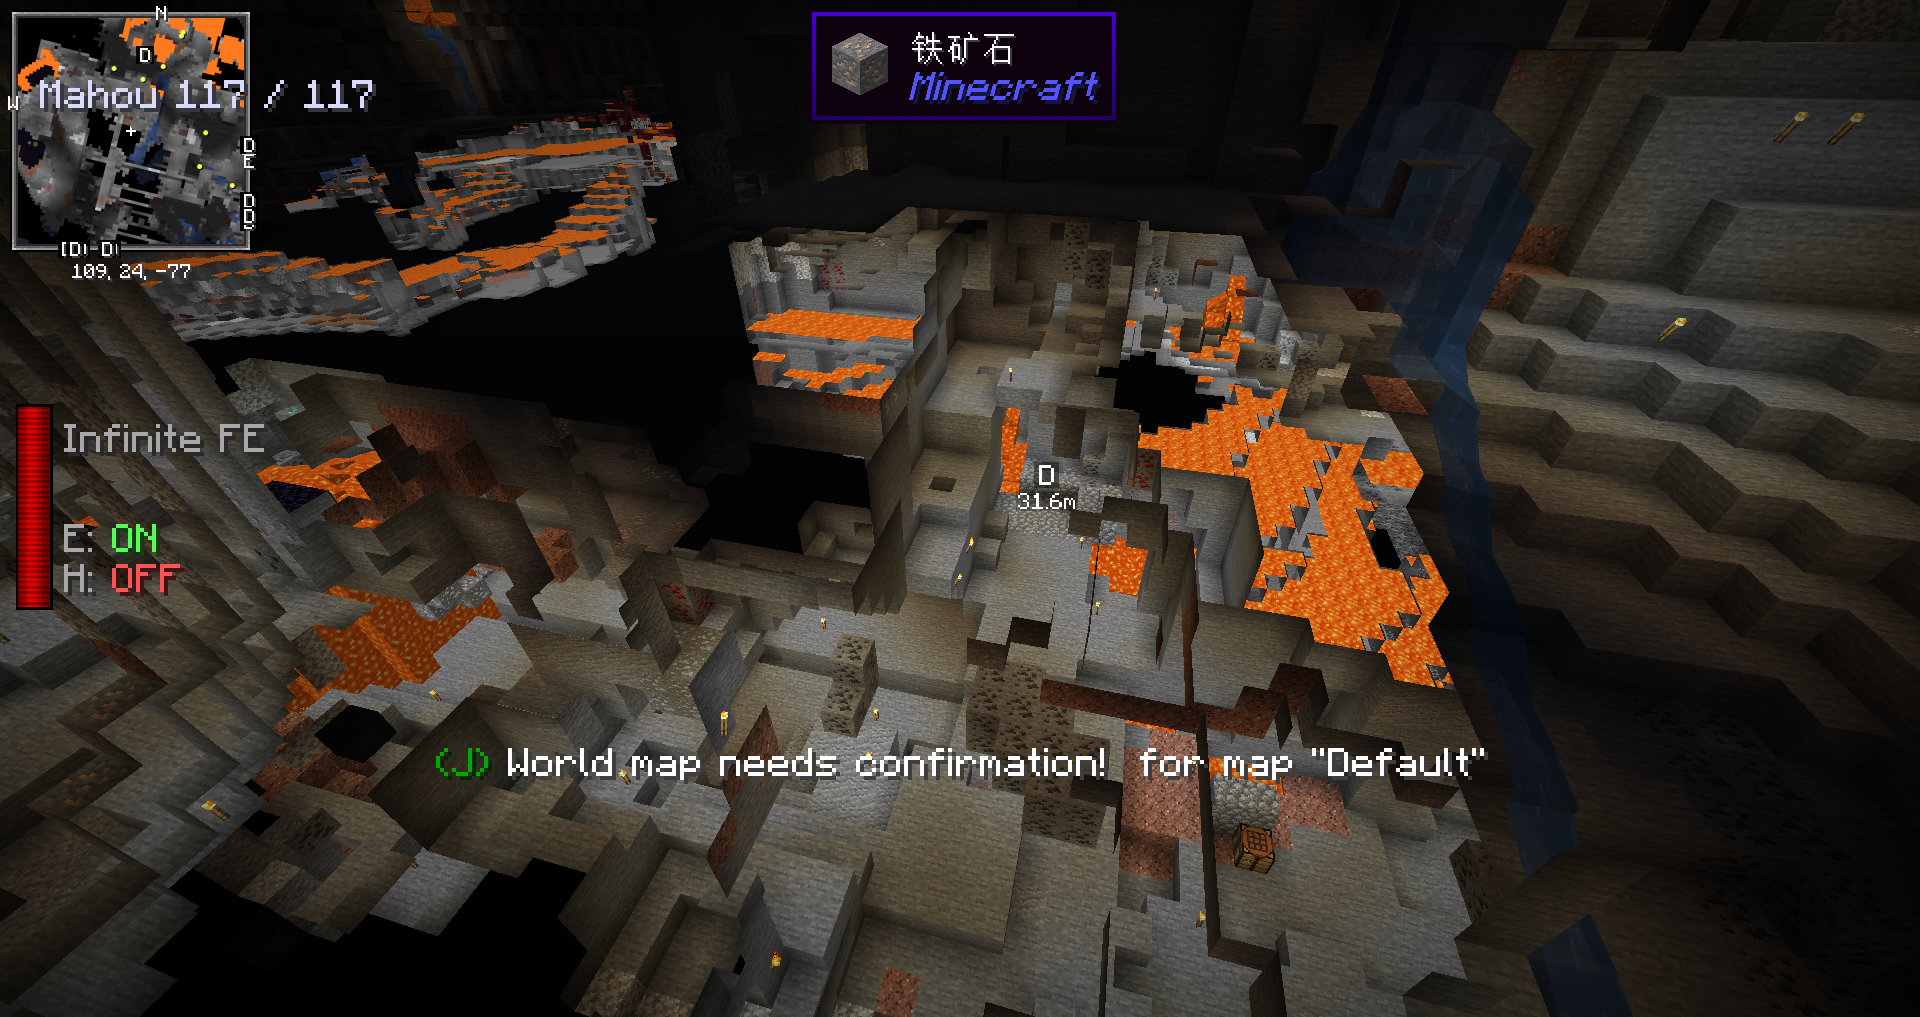 N
D
Mahou 117 / 117
W
D
E
D
D
[D D
109, 24, -77
铁矿石
Minecraft
Infinite FE
E: ON
H: OFF
D
31.6m
(J) World map needs confirmation! for map "Default"